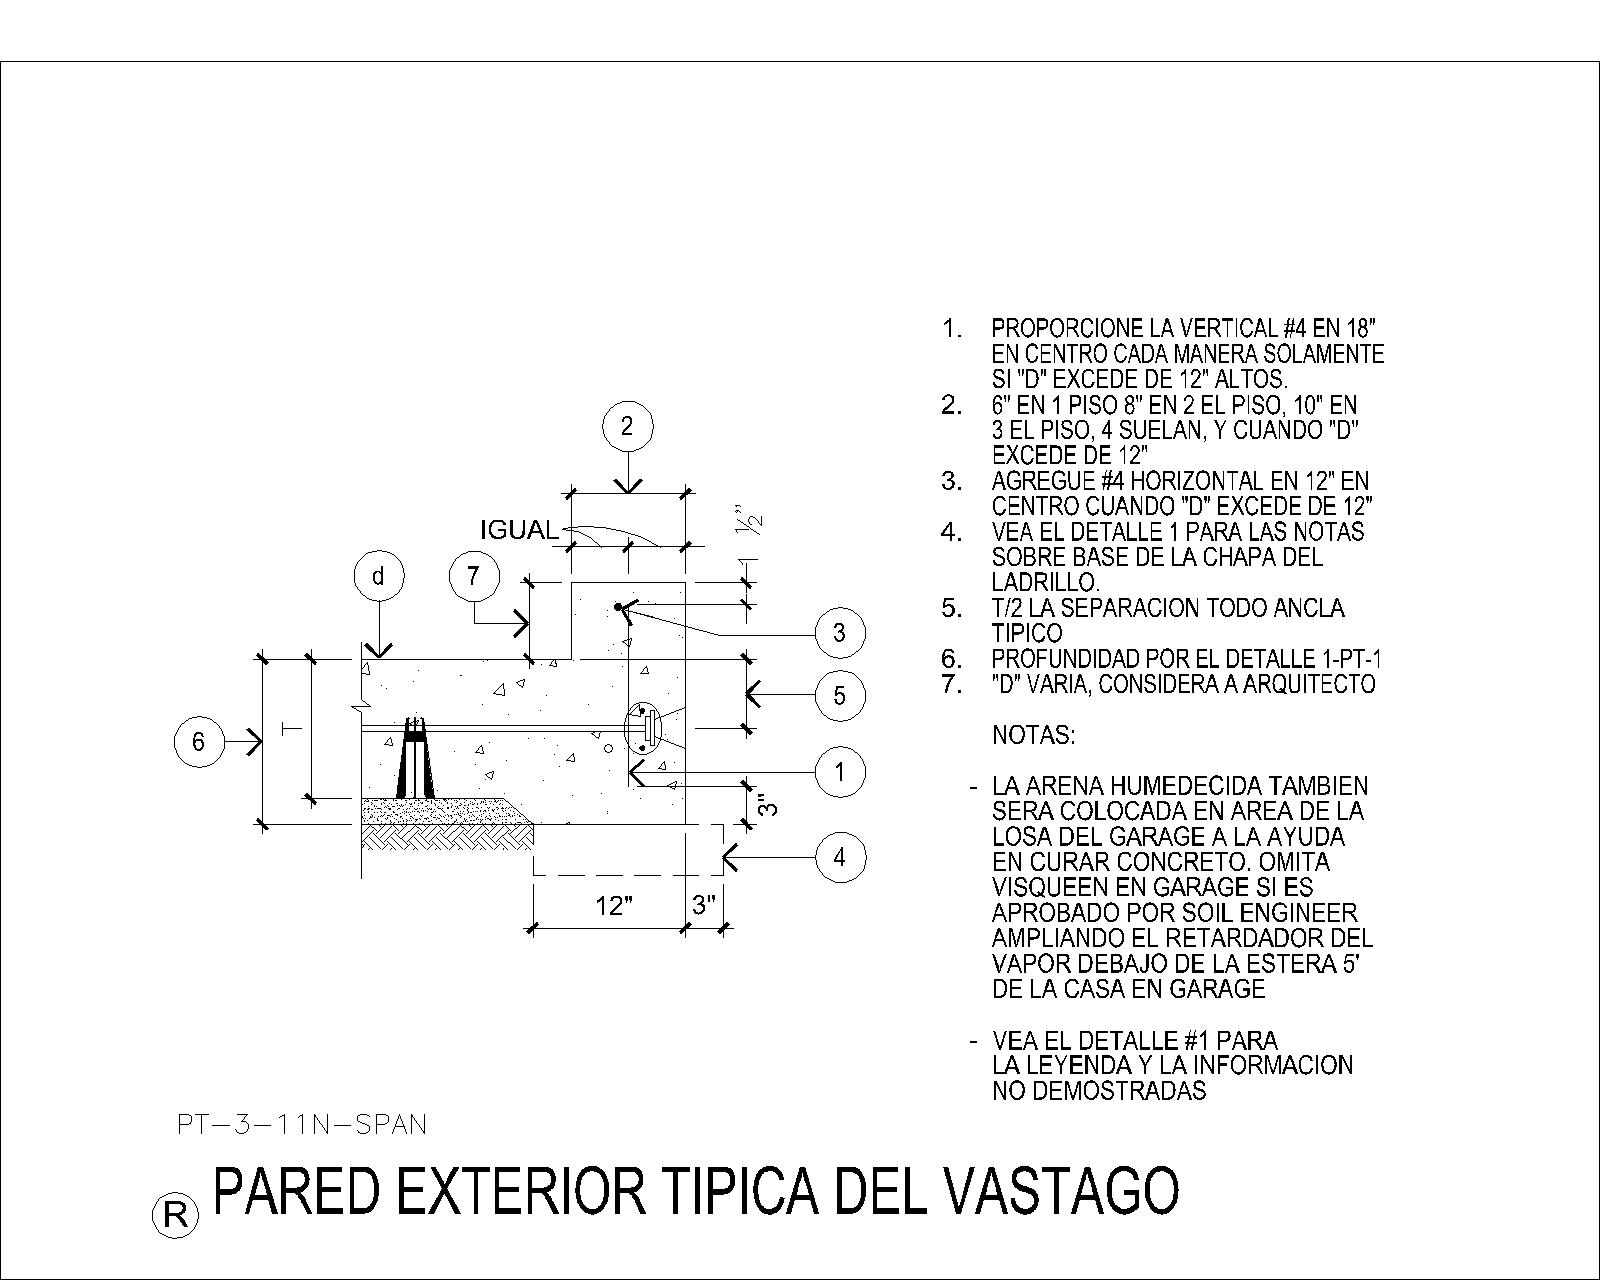 1. PROPORCIONE LA VERTICAL #4 EN 18"
EN CENTRO CADA MANERA SOLAMENTE
SI "D" EXCEDE DE 12" ALTOS.
2. 6" EN 1 PISO 8" EN 2 EL PISO, 10" EN
3 EL PISO, 4 SUELAN, Y CUANDO "D"
EXCEDE DE 12"
3. AGREGUE #4 HORIZONTAL EN 12" EN
CENTRO CUANDO "D" EXCEDE DE 12"
4. VEA EL DETALLE 1 PARA LAS NOTAS
SOBRE BASE DE LA CHAPA DEL
LADRILLO.
5. T/2 LA SEPARACION TODO ANCLA
TIPICO
6. PROFUNDIDAD POR EL DETALLE 1-PT-1
7. "D" VARIA, CONSIDERA A ARQUITECTO
NOTAS:
- LA ARENA HUMEDECIDA TAMBIEN
SERA COLOCADA EN AREA DE LA
LOSA DEL GARAGE A LA AYUDA
EN CURAR CONCRETO. OMITA
VISQUEEN EN GARAGE SI ES
APROBADO POR SOIL ENGINEER
AMPLIANDO EL RETARDADOR DEL
VAPOR DEBAJO DE LA ESTERA 5'
DE LA CASA EN GARAGE
- VEA EL DETALLE #1 PARA
LA LEYENDA Y LA INFORMACION
NO DEMOSTRADAS
2
IGUAL
1 1/2"
d
7
3
5
6
T
1
3"
4
12"
3"
PT-3-11N-SPAN
R PARED EXTERIOR TIPICA DEL VASTAGO